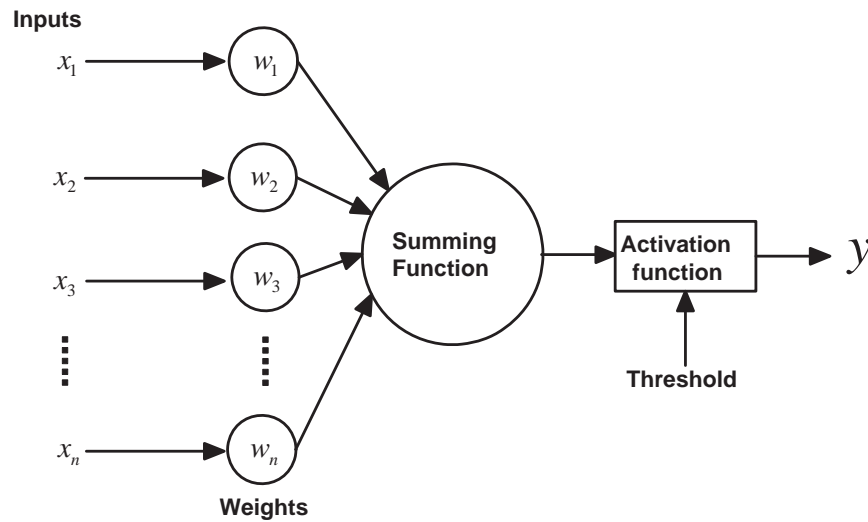 Inputs
x1 w1
x2 w2
x3 w3
xn wn
Weights
Summing
Function
Activation
function
Threshold
y